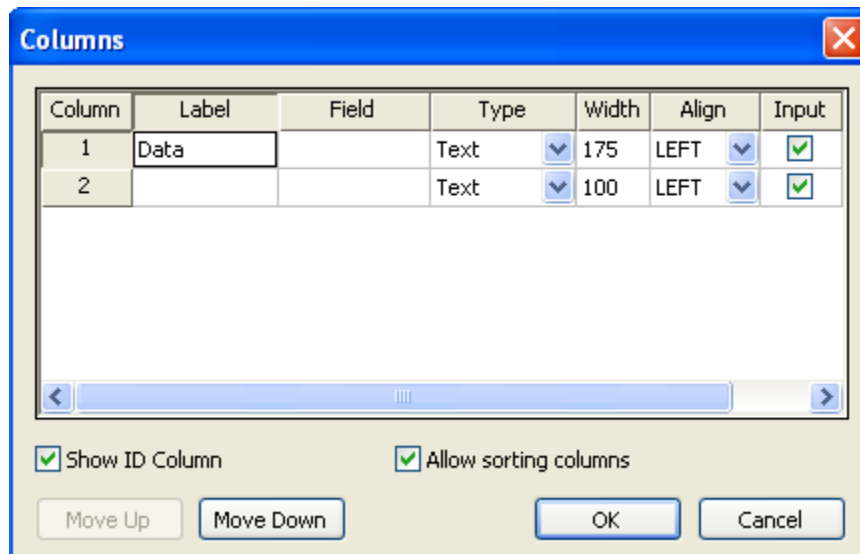 Columns
Column Label Field Type Width Align Input
1 Data Text 175 LEFT
2 Text 100 LEFT
Show ID Column Allow sorting columns
Move Up Move Down OK Cancel